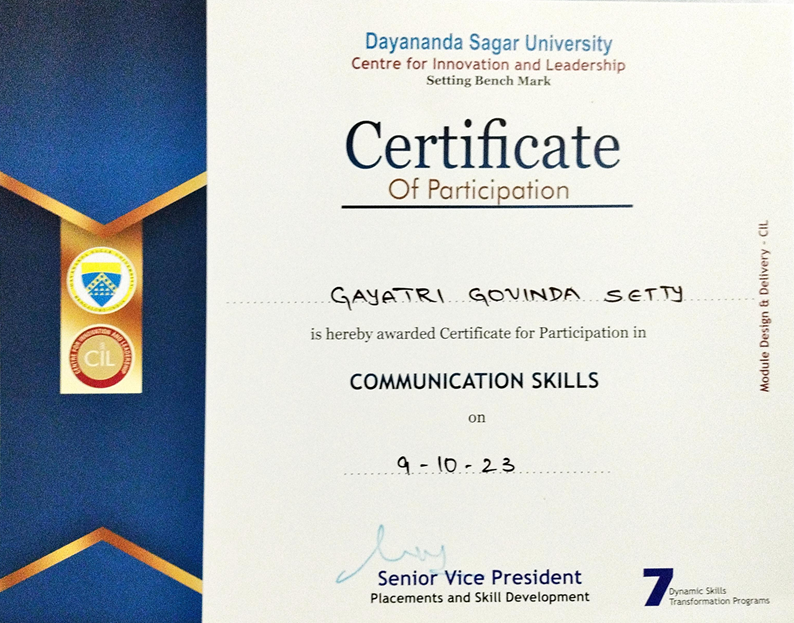 Dayananda Sagar University
Centre for Innovation and Leadership
Setting Bench Mark
Certificate
Of Participation
GAYATRI GOVINDA SETTY
is hereby awarded Certificate for Participation in
COMMUNICATION SKILLS
on
9-10-23
Senior Vice President
Placements and Skill Development
7 Dynamic Skills
Transformation Programs
Module Design & Delivery - CIL
CENTRE FOR INNOVATION AND LEADERSHIP
CIL